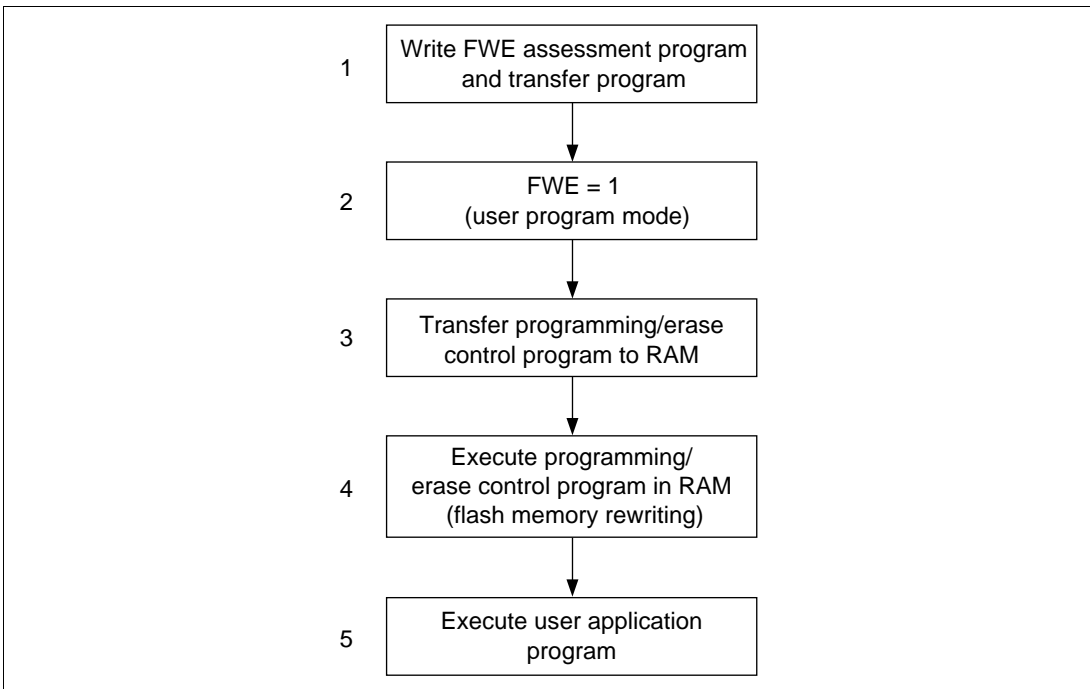 1
Write FWE assessment program
and transfer program
2
FWE = 1
(user program mode)
3
Transfer programming/erase
control program to RAM
4
Execute programming/
erase control program in RAM
(flash memory rewriting)
5
Execute user application
program